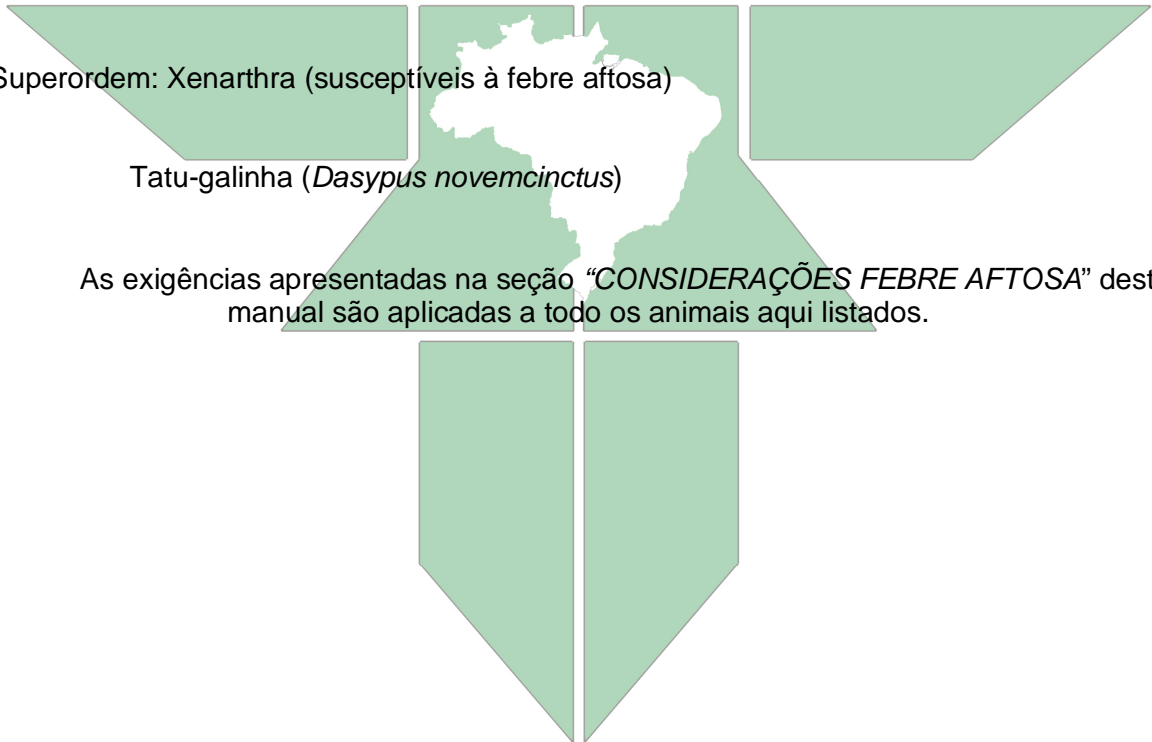 Superordem: Xenarthra (susceptíveis à febre aftosa)
Tatu-galinha (Dasypus novemcinctus)
As exigências apresentadas na seção “CONSIDERAÇÕES FEBRE AFTOSA” dest
manual são aplicadas a todo os animais aqui listados.